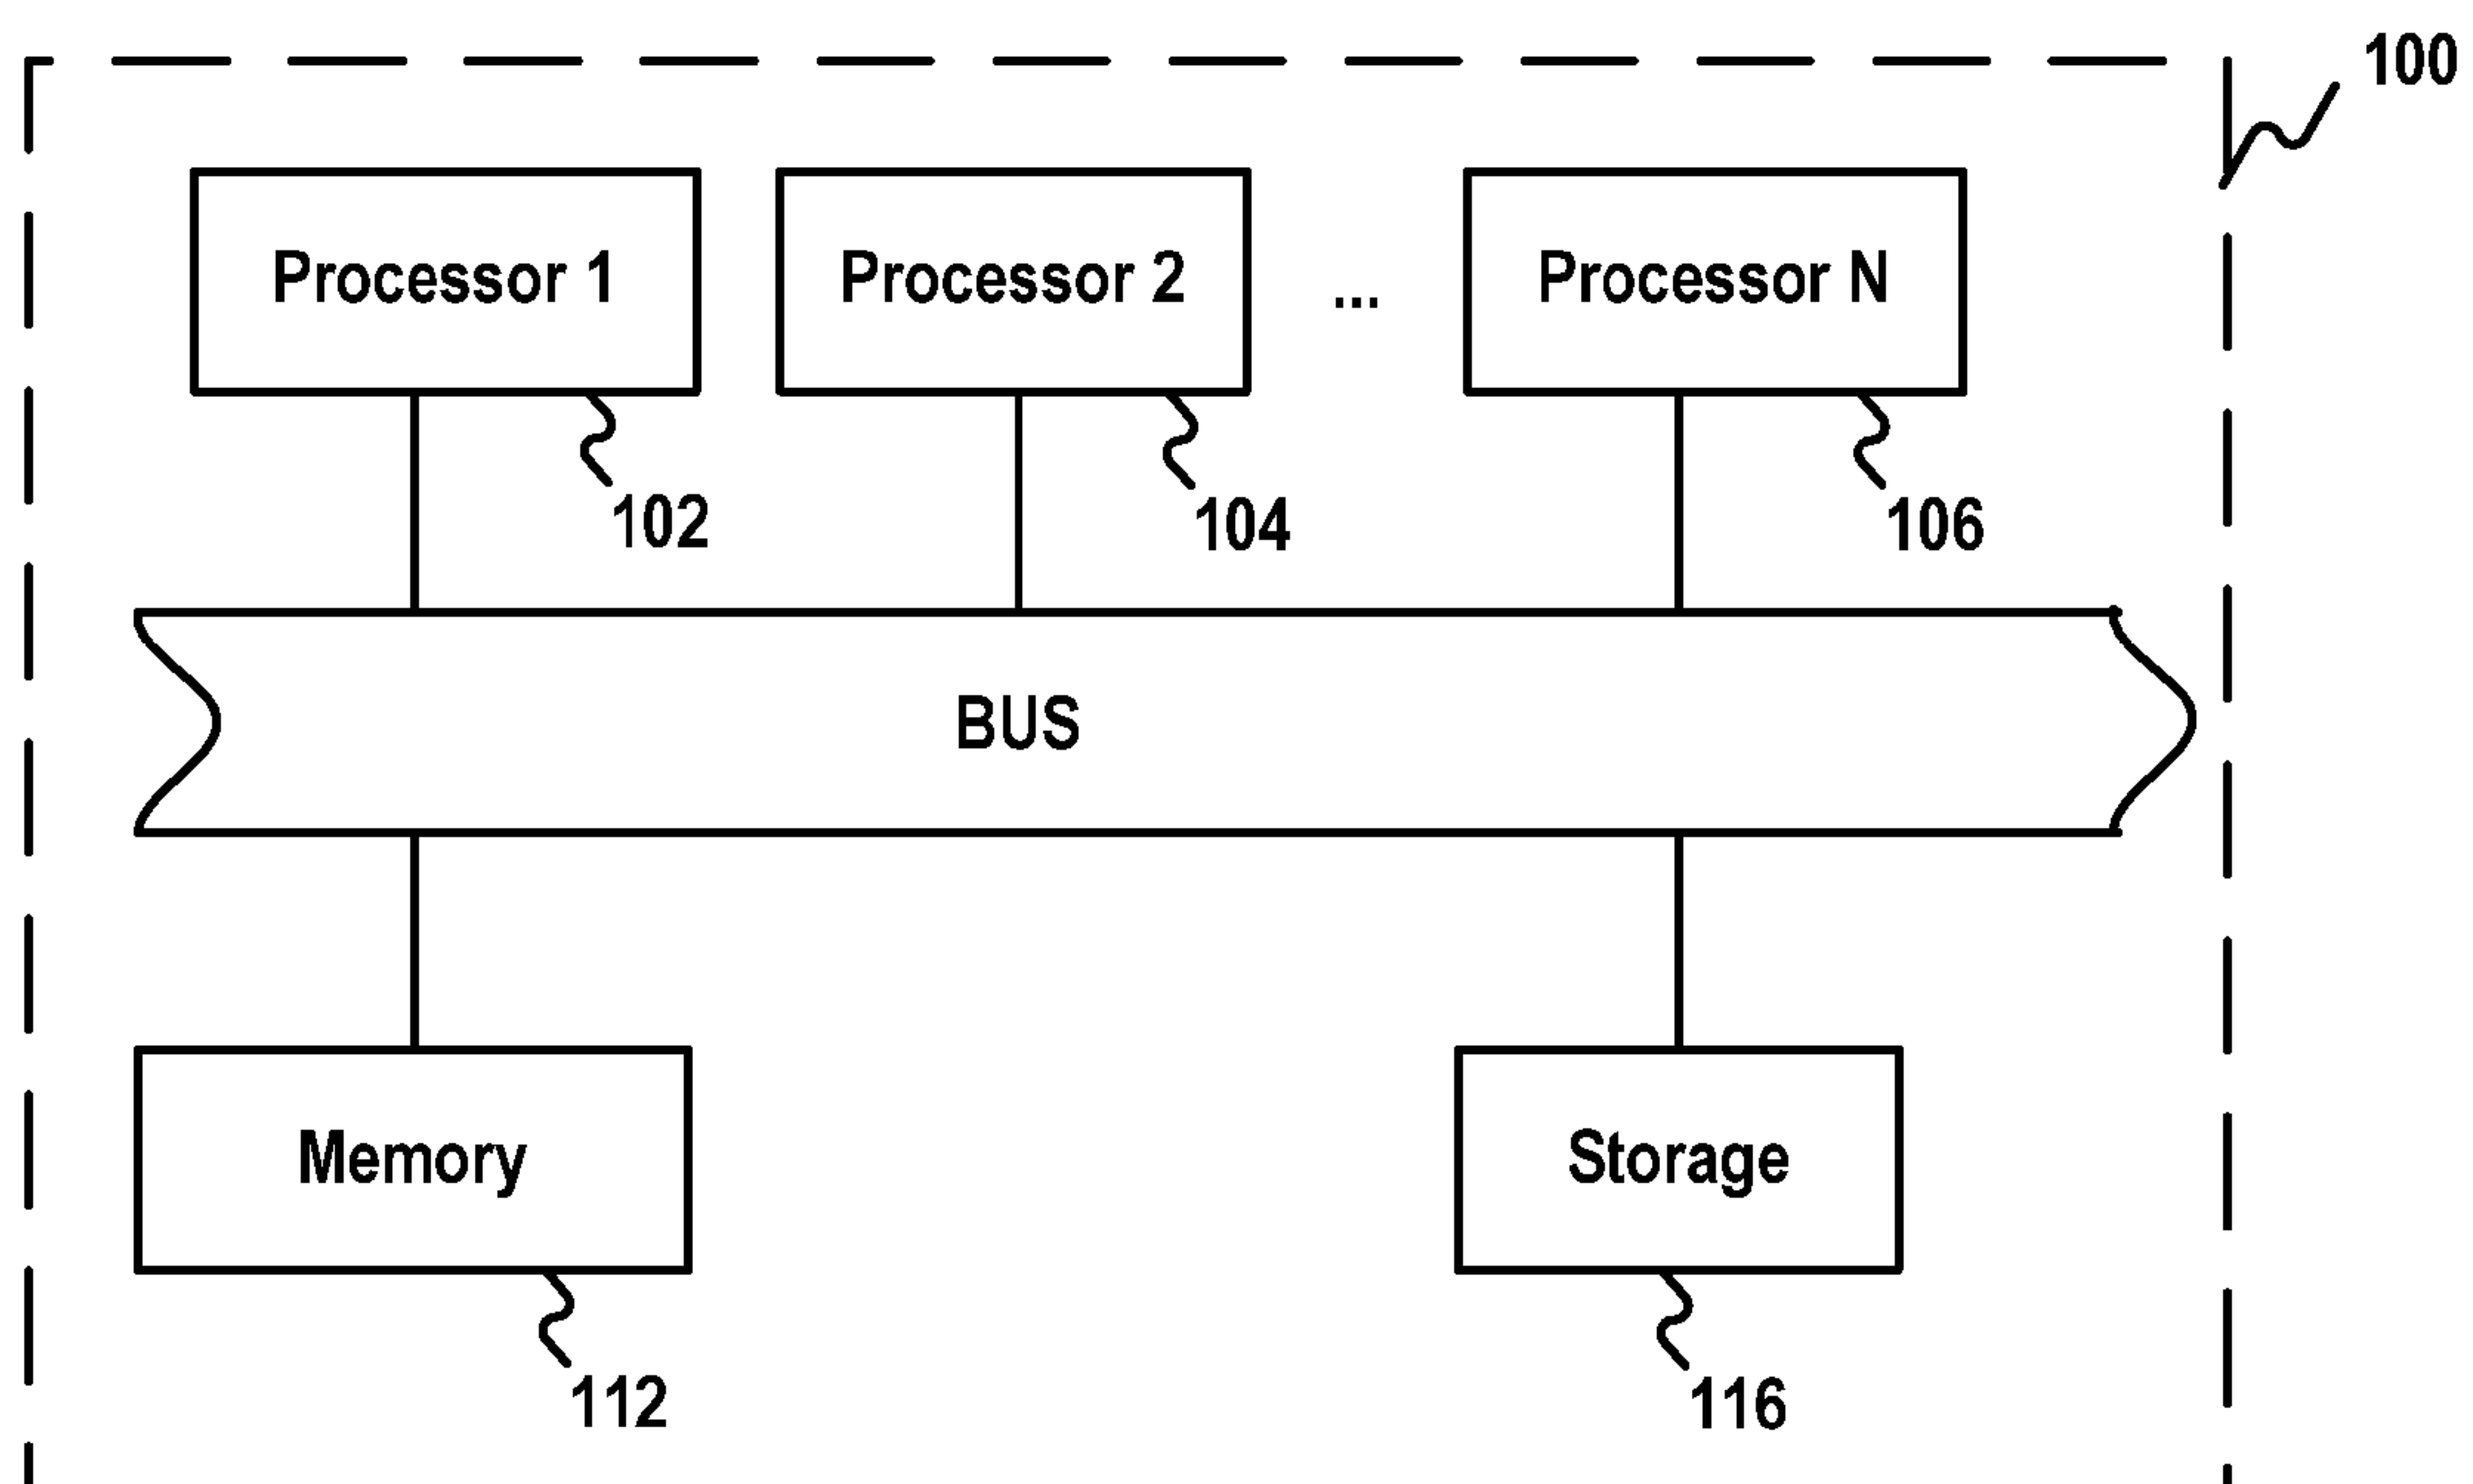 100
Processor 1
Processor 2
...
Processor N
102
104
106
BUS
Memory
Storage
112
116